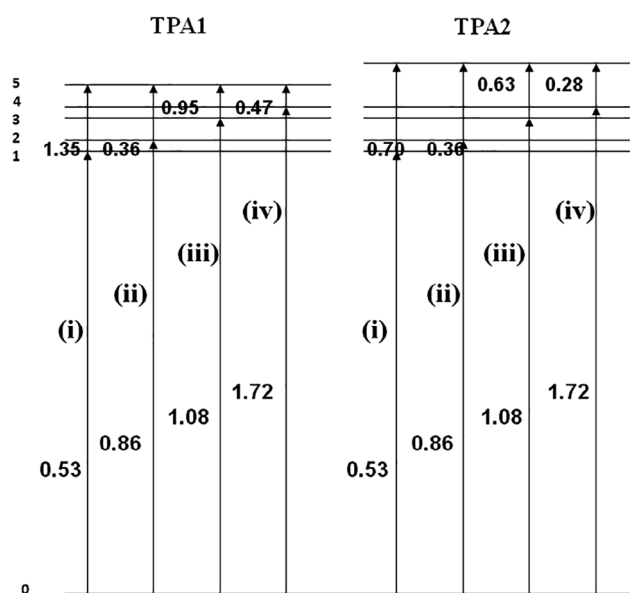 TPA1 TPA2
5
4 0.95 0.47 0.63 0.28
3
2
1 1.35 0.36 0.70 0.36
(iv) (iv)
(iii) (iii)
(ii) (ii)
(i) (i)
1.72 1.72
1.08 1.08
0.86 0.86
0.53 0.53
0